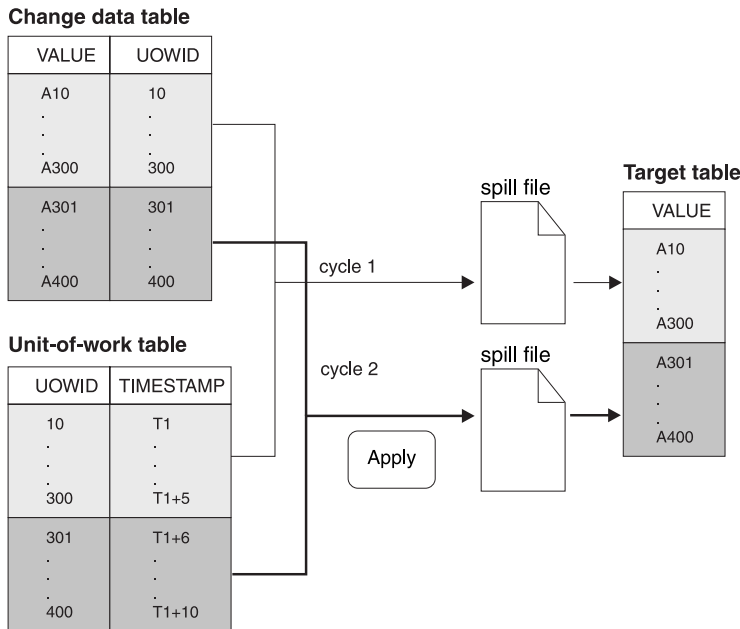 Change data table
VALUE UOWID
A10 10
. .
. .
. .
A300 300
A301 301
. .
. .
. .
A400 400
Unit-of-work table
UOWID TIMESTAMP
10 T1
. .
. .
. .
300 T1+5
301 T1+6
. .
. .
. .
400 T1+10
cycle 1
cycle 2
Apply
spill file
spill file
Target table
VALUE
A10
.
.
.
A300
A301
.
.
.
A400